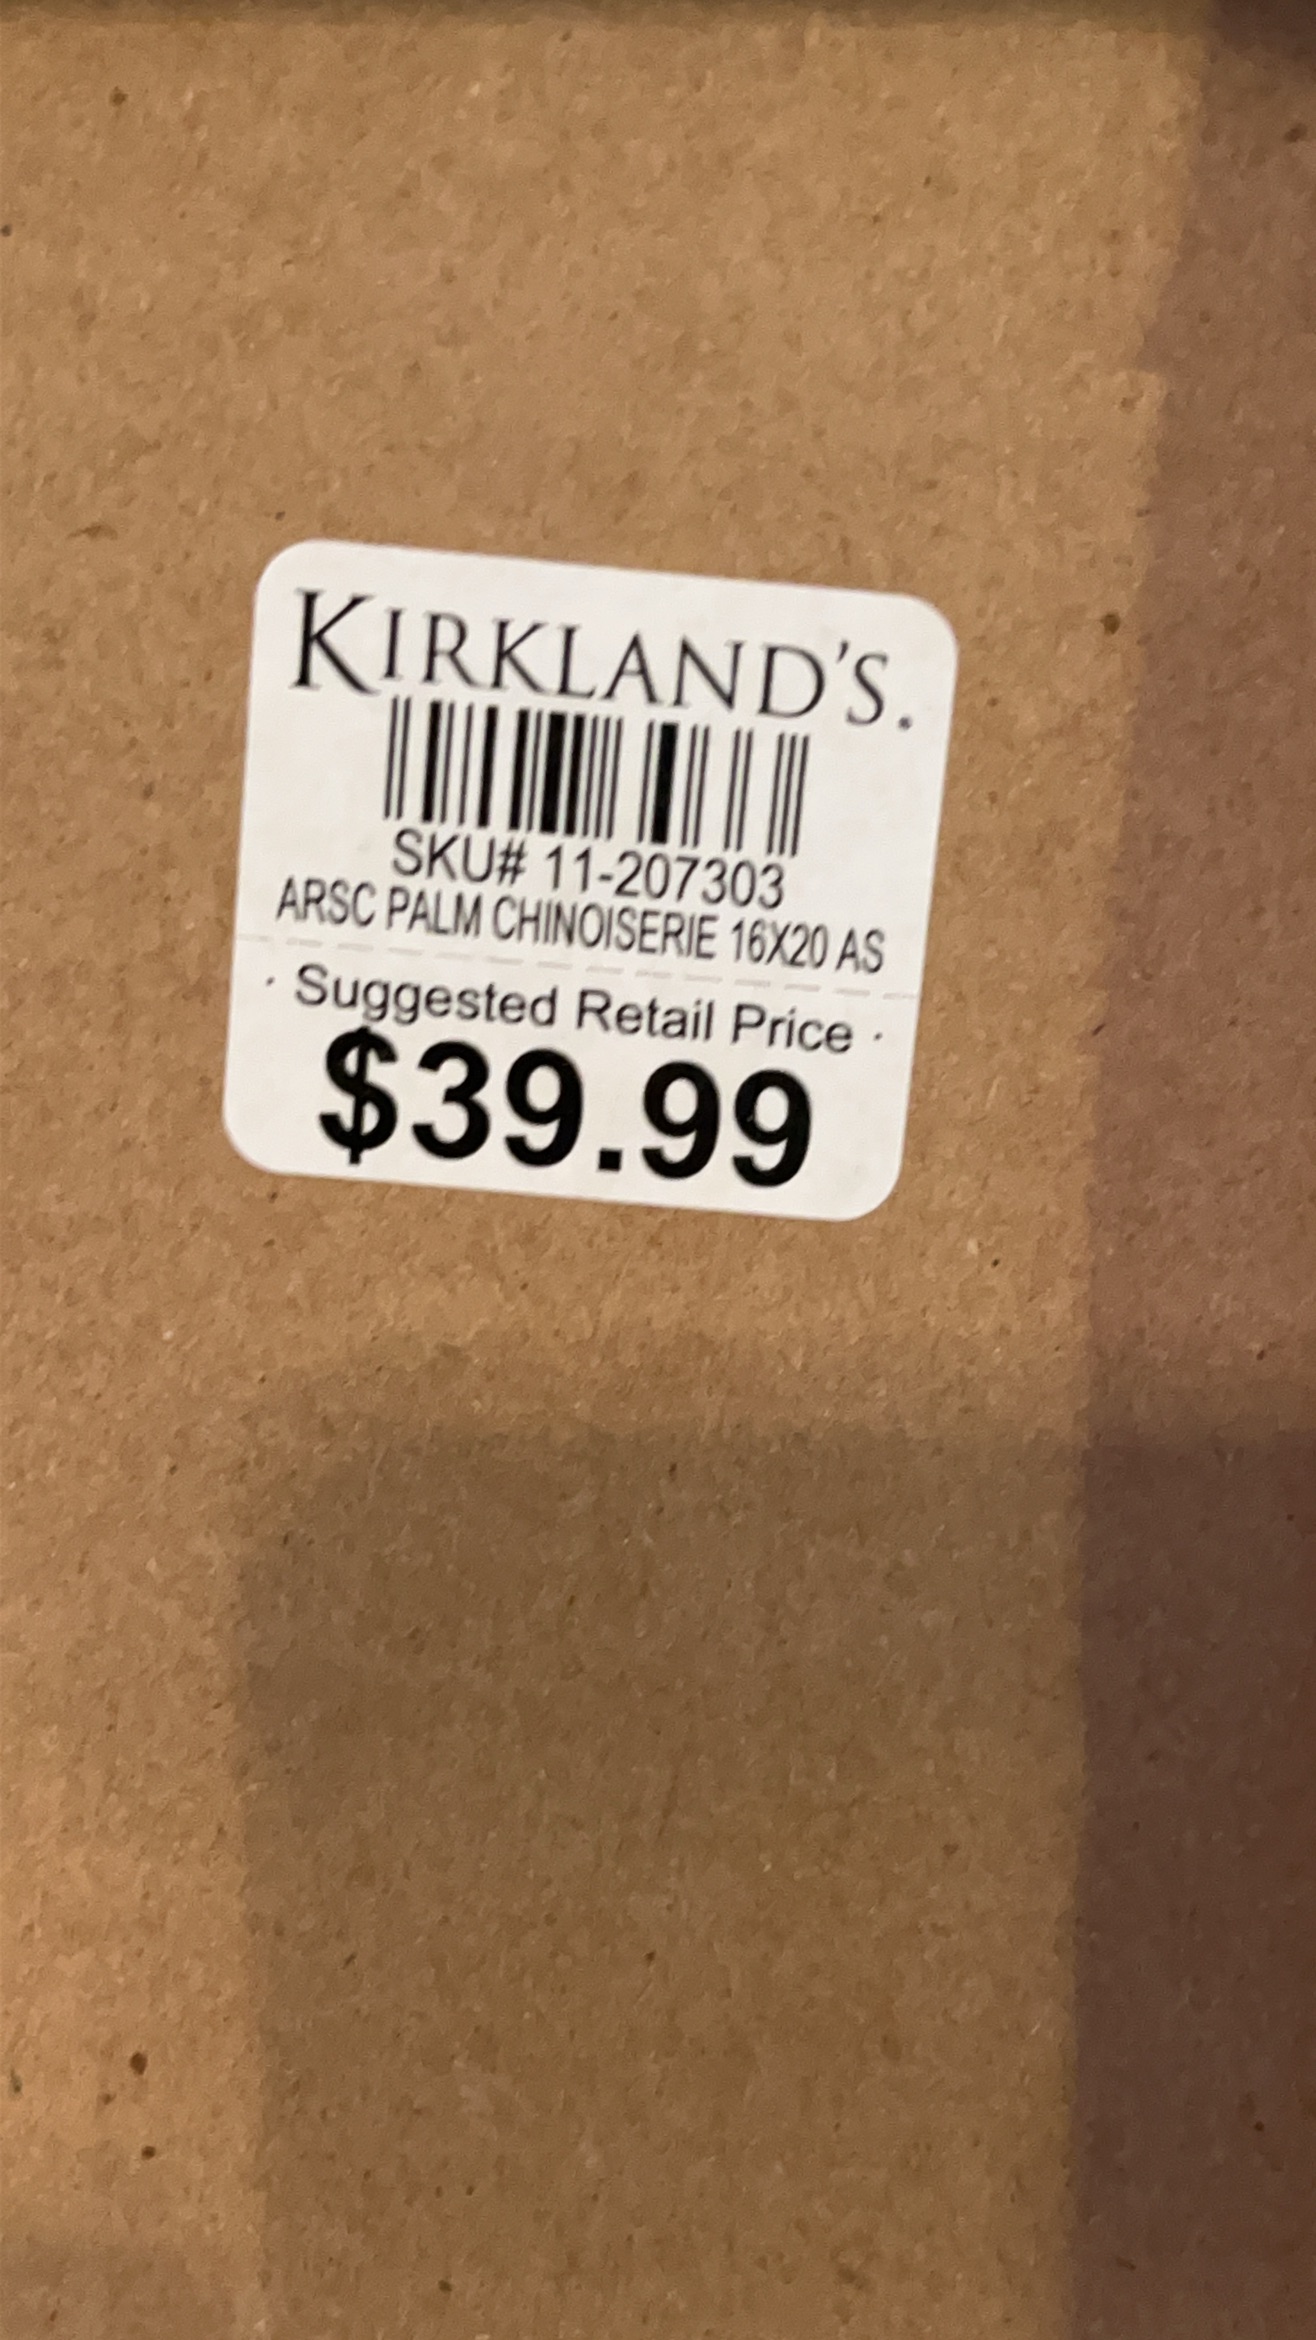 KIRKLAND'S.
SKU# 11-207303
ARSC PALM CHINOISERIE 16X20 AS
· Suggested Retail Price ·
$39.99